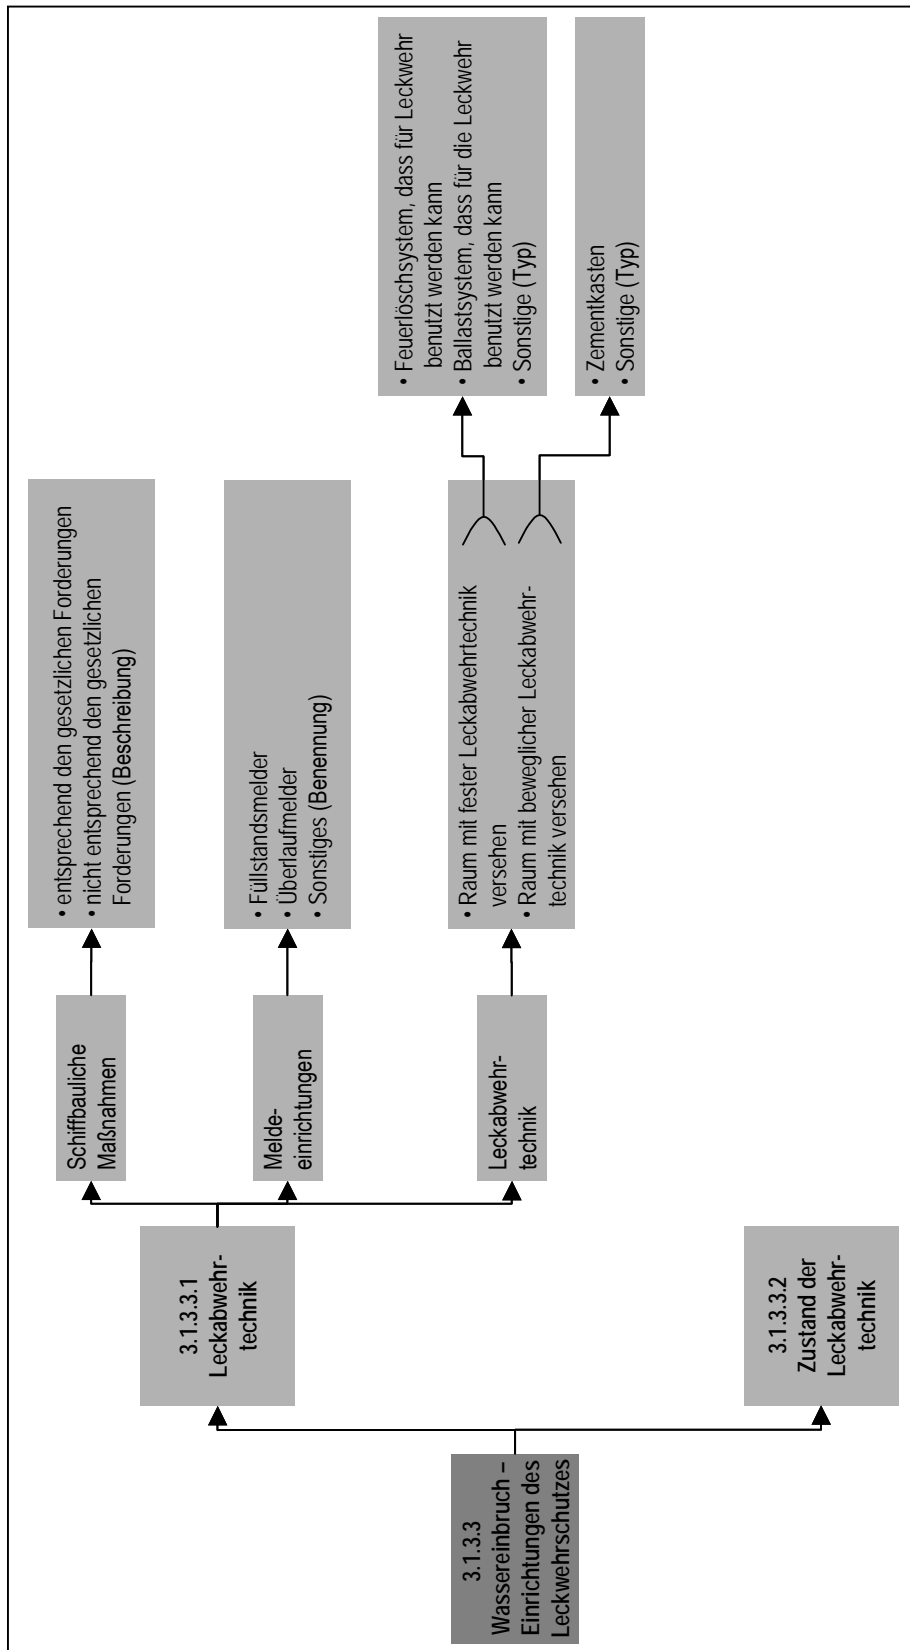 3.1.3.3
Wassereinbruch –
Einrichtungen des
Leckwehrschutzes
3.1.3.3.1
Leckabwehr-
technik
3.1.3.3.2
Zustand der
Leckabwehr-
technik
Schiffbauliche
Maßnahmen
Melde-
einrichtungen
Leckabwehr-
technik
• entsprechend den gesetzlichen Forderungen
• nicht entsprechend den gesetzlichen
Forderungen (Beschreibung)
• Füllstandsmelder
• Überlaufmelder
• Sonstiges (Benennung)
• Raum mit fester Leckabwehrtechnik
versehen
• Raum mit beweglicher Leckabwehr-
technik versehen
• Feuerlöschsystem, dass für Leckwehr
benutzt werden kann
• Ballastsystem, dass für die Leckwehr
benutzt werden kann
• Sonstige (Typ)
• Zementkasten
• Sonstige (Typ)